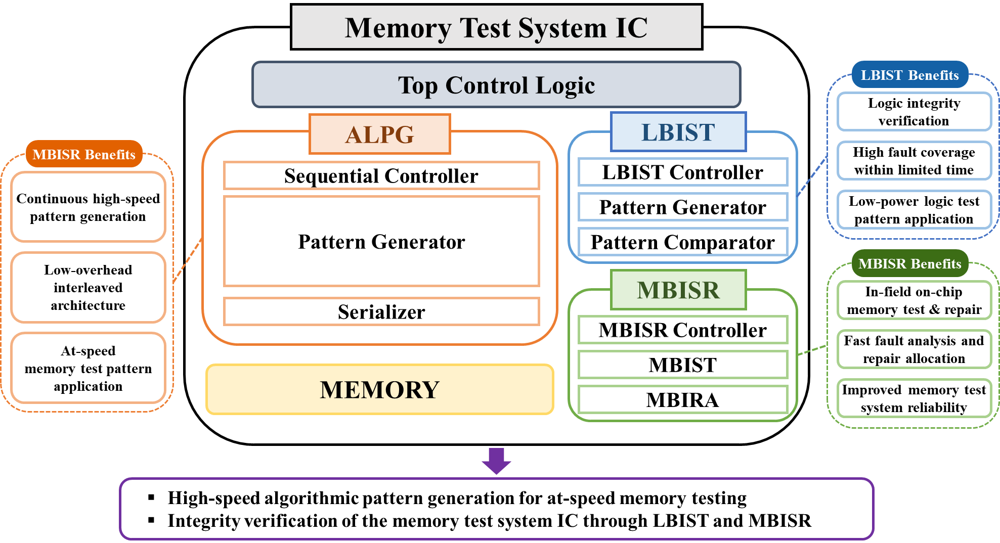 Memory Test System IC
Top Control Logic
MBISR Benefits
Continuous high-speed
pattern generation
Low-overhead
interleaved
architecture
At-speed
memory test pattern
application
ALPG
Sequential Controller
Pattern Generator
Serializer
MEMORY
LBIST
LBIST Controller
Pattern Generator
Pattern Comparator
MBISR
MBISR Controller
MBIST
MBIRA
LBIST Benefits
Logic integrity
verification
High fault coverage
within limited time
Low-power logic test
pattern application
MBISR Benefits
In-field on-chip
memory test & repair
Fast fault analysis and
repair allocation
Improved memory test
system reliability
▪ High-speed algorithmic pattern generation for at-speed memory testing
▪ Integrity verification of the memory test system IC through LBIST and MBISR